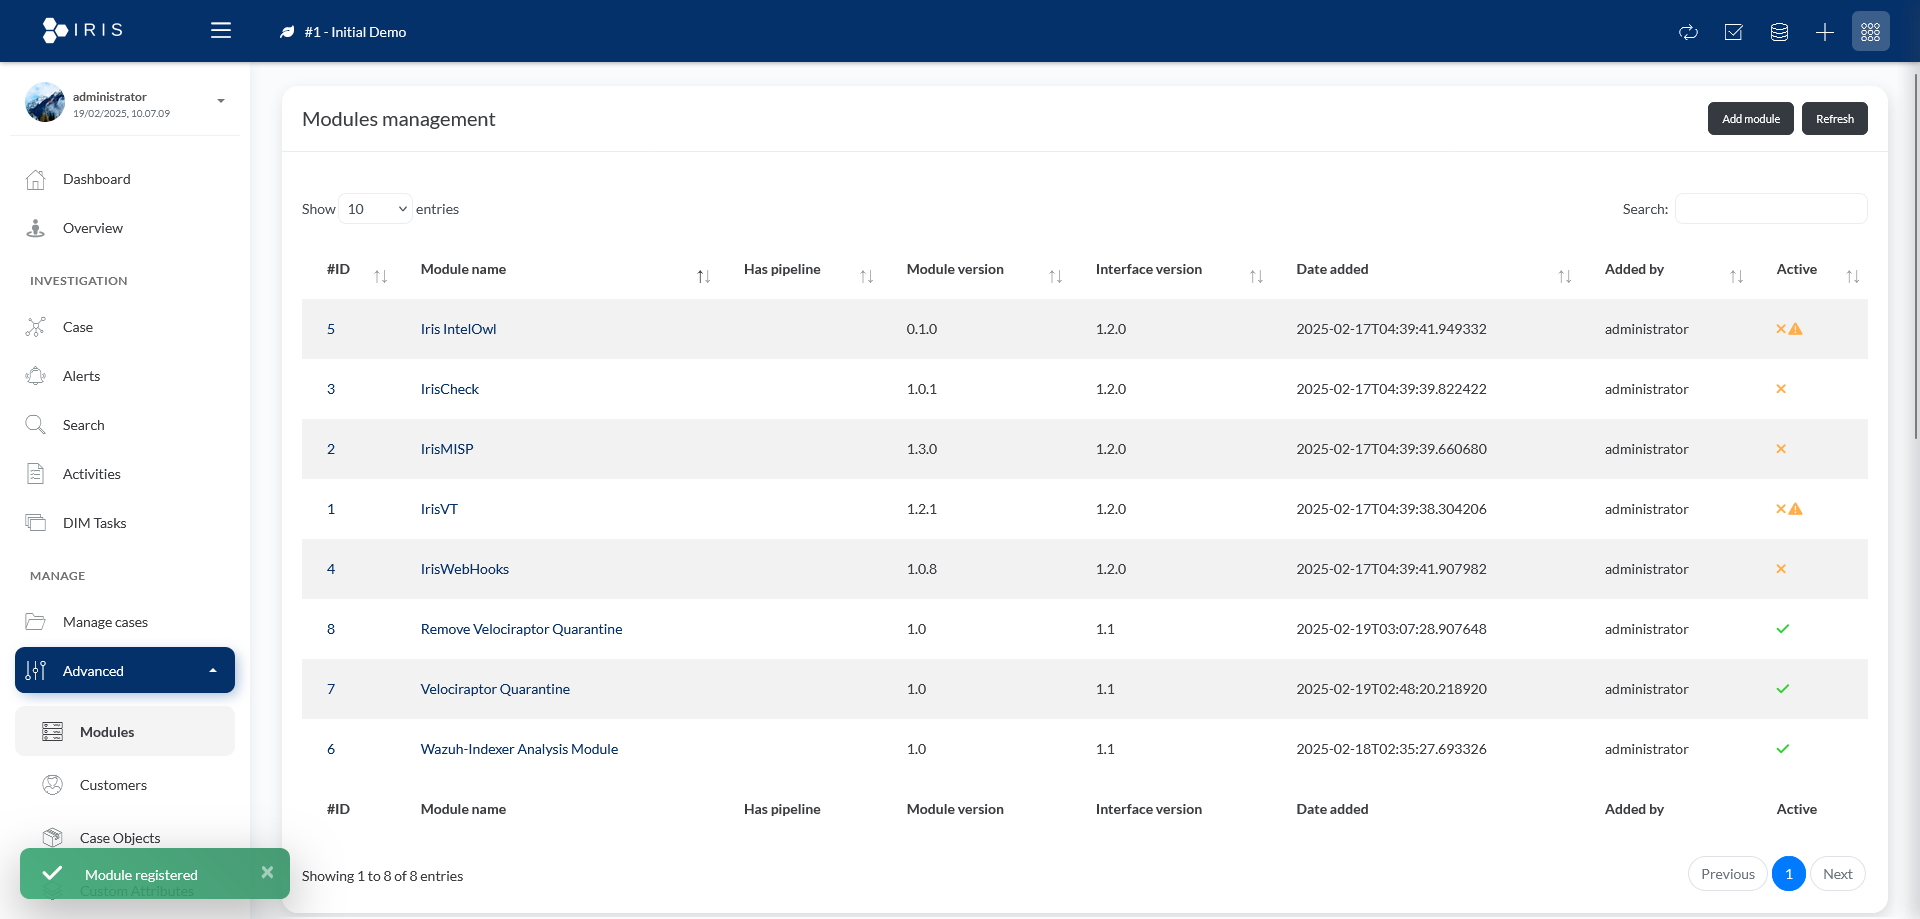 IRIS
#1 - Initial Demo
administrator
19/02/2025, 10.07.09
Dashboard
Overview
INVESTIGATION
Case
Alerts
Search
Activities
DIM Tasks
MANAGE
Manage cases
Advanced
Modules
Customers
Case Objects
Custom Attributes
Module registered
Modules management
Add module
Refresh
Show 10 entries
Search:
#ID Module name Has pipeline Module version Interface version Date added Added by Active
5 Iris IntelOwl 0.1.0 1.2.0 2025-02-17T04:39:41.949332 administrator
3 IrisCheck 1.0.1 1.2.0 2025-02-17T04:39:39.822422 administrator
2 IrisMISP 1.3.0 1.2.0 2025-02-17T04:39:39.660680 administrator
1 IrisVT 1.2.1 1.2.0 2025-02-17T04:39:38.304206 administrator
4 IrisWebHooks 1.0.8 1.2.0 2025-02-17T04:39:41.907982 administrator
8 Remove Velociraptor Quarantine 1.0 1.1 2025-02-19T03:07:28.907648 administrator
7 Velociraptor Quarantine 1.0 1.1 2025-02-19T02:48:20.218920 administrator
6 Wazuh-Indexer Analysis Module 1.0 1.1 2025-02-18T02:35:27.693326 administrator
#ID Module name Has pipeline Module version Interface version Date added Added by Active
Showing 1 to 8 of 8 entries
Previous 1 Next